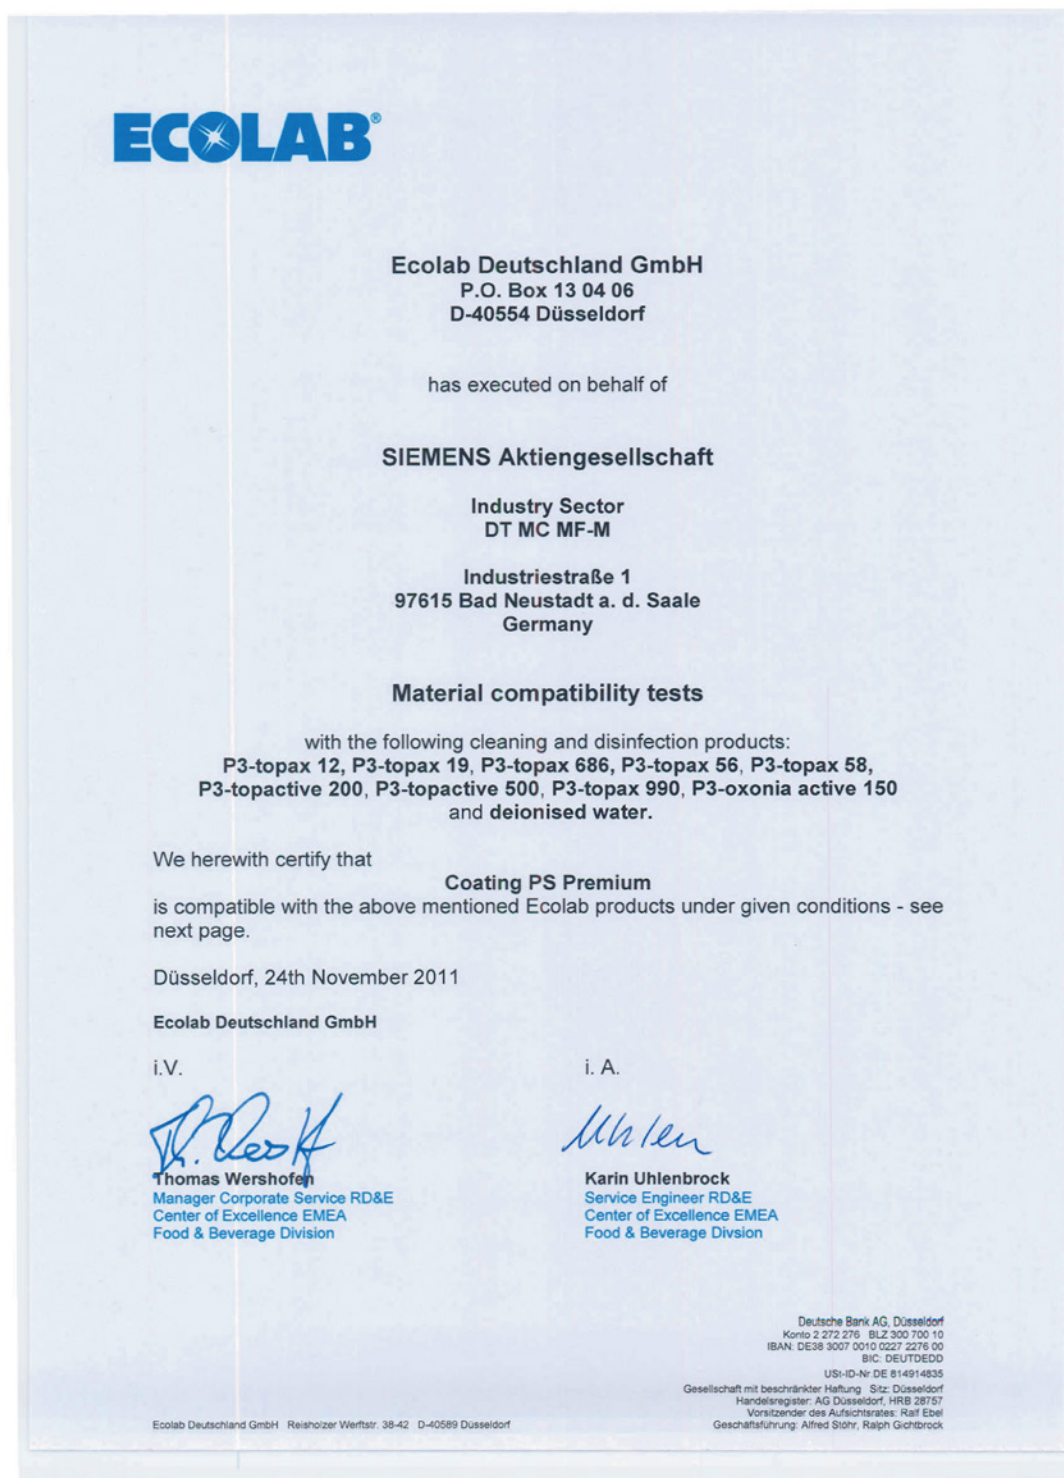 ECOLAB®
Ecolab Deutschland GmbH
P.O. Box 13 04 06
D-40554 Düsseldorf
has executed on behalf of
SIEMENS Aktiengesellschaft
Industry Sector
DT MC MF-M
Industriestraße 1
97615 Bad Neustadt a. d. Saale
Germany
Material compatibility tests
with the following cleaning and disinfection products:
P3-topax 12, P3-topax 19, P3-topax 686, P3-topax 56, P3-topax 58,
P3-topactive 200, P3-topactive 500, P3-topax 990, P3-oxonia active 150
and deionised water.
We herewith certify that
Coating PS Premium
is compatible with the above mentioned Ecolab products under given conditions - see
next page.
Düsseldorf, 24th November 2011
Ecolab Deutschland GmbH
i.V.
i. A.
Uhlen
Thomas Wershofen
Manager Corporate Service RD&E
Center of Excellence EMEA
Food & Beverage Division
Karin Uhlenbrock
Service Engineer RD&E
Center of Excellence EMEA
Food & Beverage Divsion
Deutsche Bank AG, Düsseldorf
Konto 2 272 276 BLZ 300 700 10
IBAN: DE38 3007 0010 0227 2276 00
BIC: DEUTDEDD
USt-ID-Nr.DE 814914835
Gesellschaft mit beschränkter Haftung Sitz: Düsseldorf
Handelsregister: AG Düsseldorf, HRB 28757
Vorsitzender des Aufsichtsrates: Ralf Ebel
Geschäftsführung: Alfred Stöhr, Ralph Gichtbrock
Ecolab Deutschland GmbH Reisholzer Werftstr. 38-42 D-40589 Düsseldorf